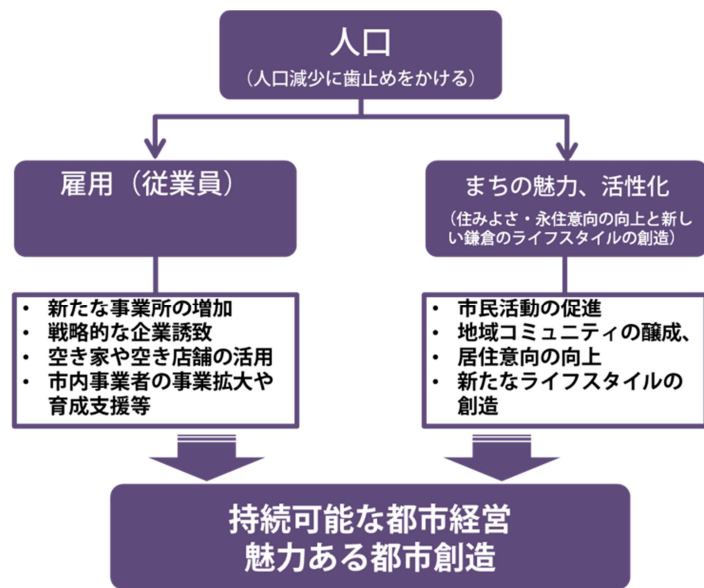 人口
（人口減少に歯止めをかける）
雇用（従業員）
まちの魅力、活性化
（住みよさ・永住意向の向上と新し
い鎌倉のライフスタイルの創造）
• 新たな事業所の増加
• 戦略的な企業誘致
• 空き家や空き店舗の活用
• 市内事業者の事業拡大や
育成支援等
• 市民活動の促進
• 地域コミュニティの醸成、
• 居住意向の向上
• 新たなライフスタイルの
創造
持続可能な都市経営
魅力ある都市創造